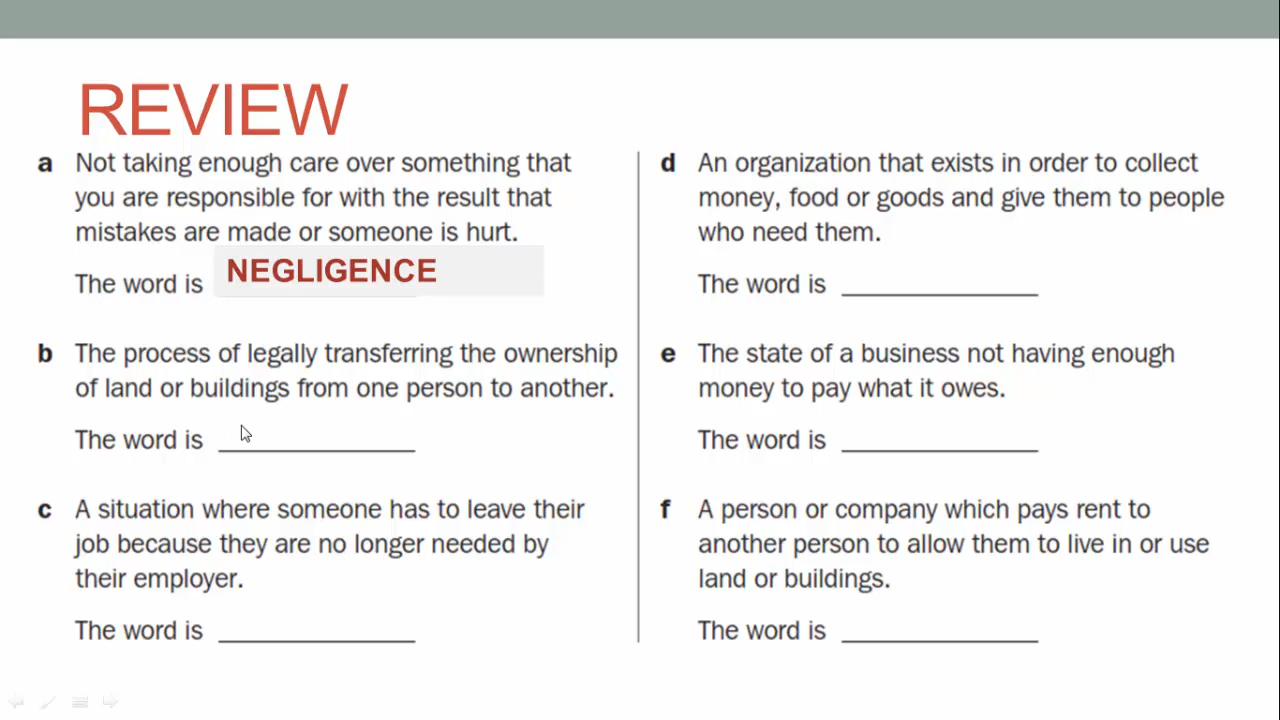 REVIEW
a Not taking enough care over something that
you are responsible for with the result that
mistakes are made or someone is hurt.
The word is NEGLIGENCE
b The process of legally transferring the ownership
of land or buildings from one person to another.
The word is ______________
c A situation where someone has to leave their
job because they are no longer needed by
their employer.
The word is ______________
d An organization that exists in order to collect
money, food or goods and give them to people
who need them.
The word is ______________
e The state of a business not having enough
money to pay what it owes.
The word is ______________
f A person or company which pays rent to
another person to allow them to live in or use
land or buildings.
The word is ______________